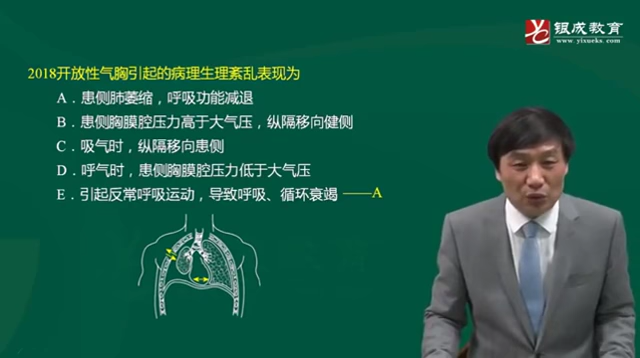 银成教育
www.yixueks.com
2018开放性气胸引起的病理生理紊乱表现为
A．患侧肺萎缩，呼吸功能减退
B．患侧胸膜腔压力高于大气压，纵隔移向健侧
C．吸气时，纵隔移向患侧
D．呼气时，患侧胸膜腔压力低于大气压
E．引起反常呼吸运动，导致呼吸、循环衰竭 ——A